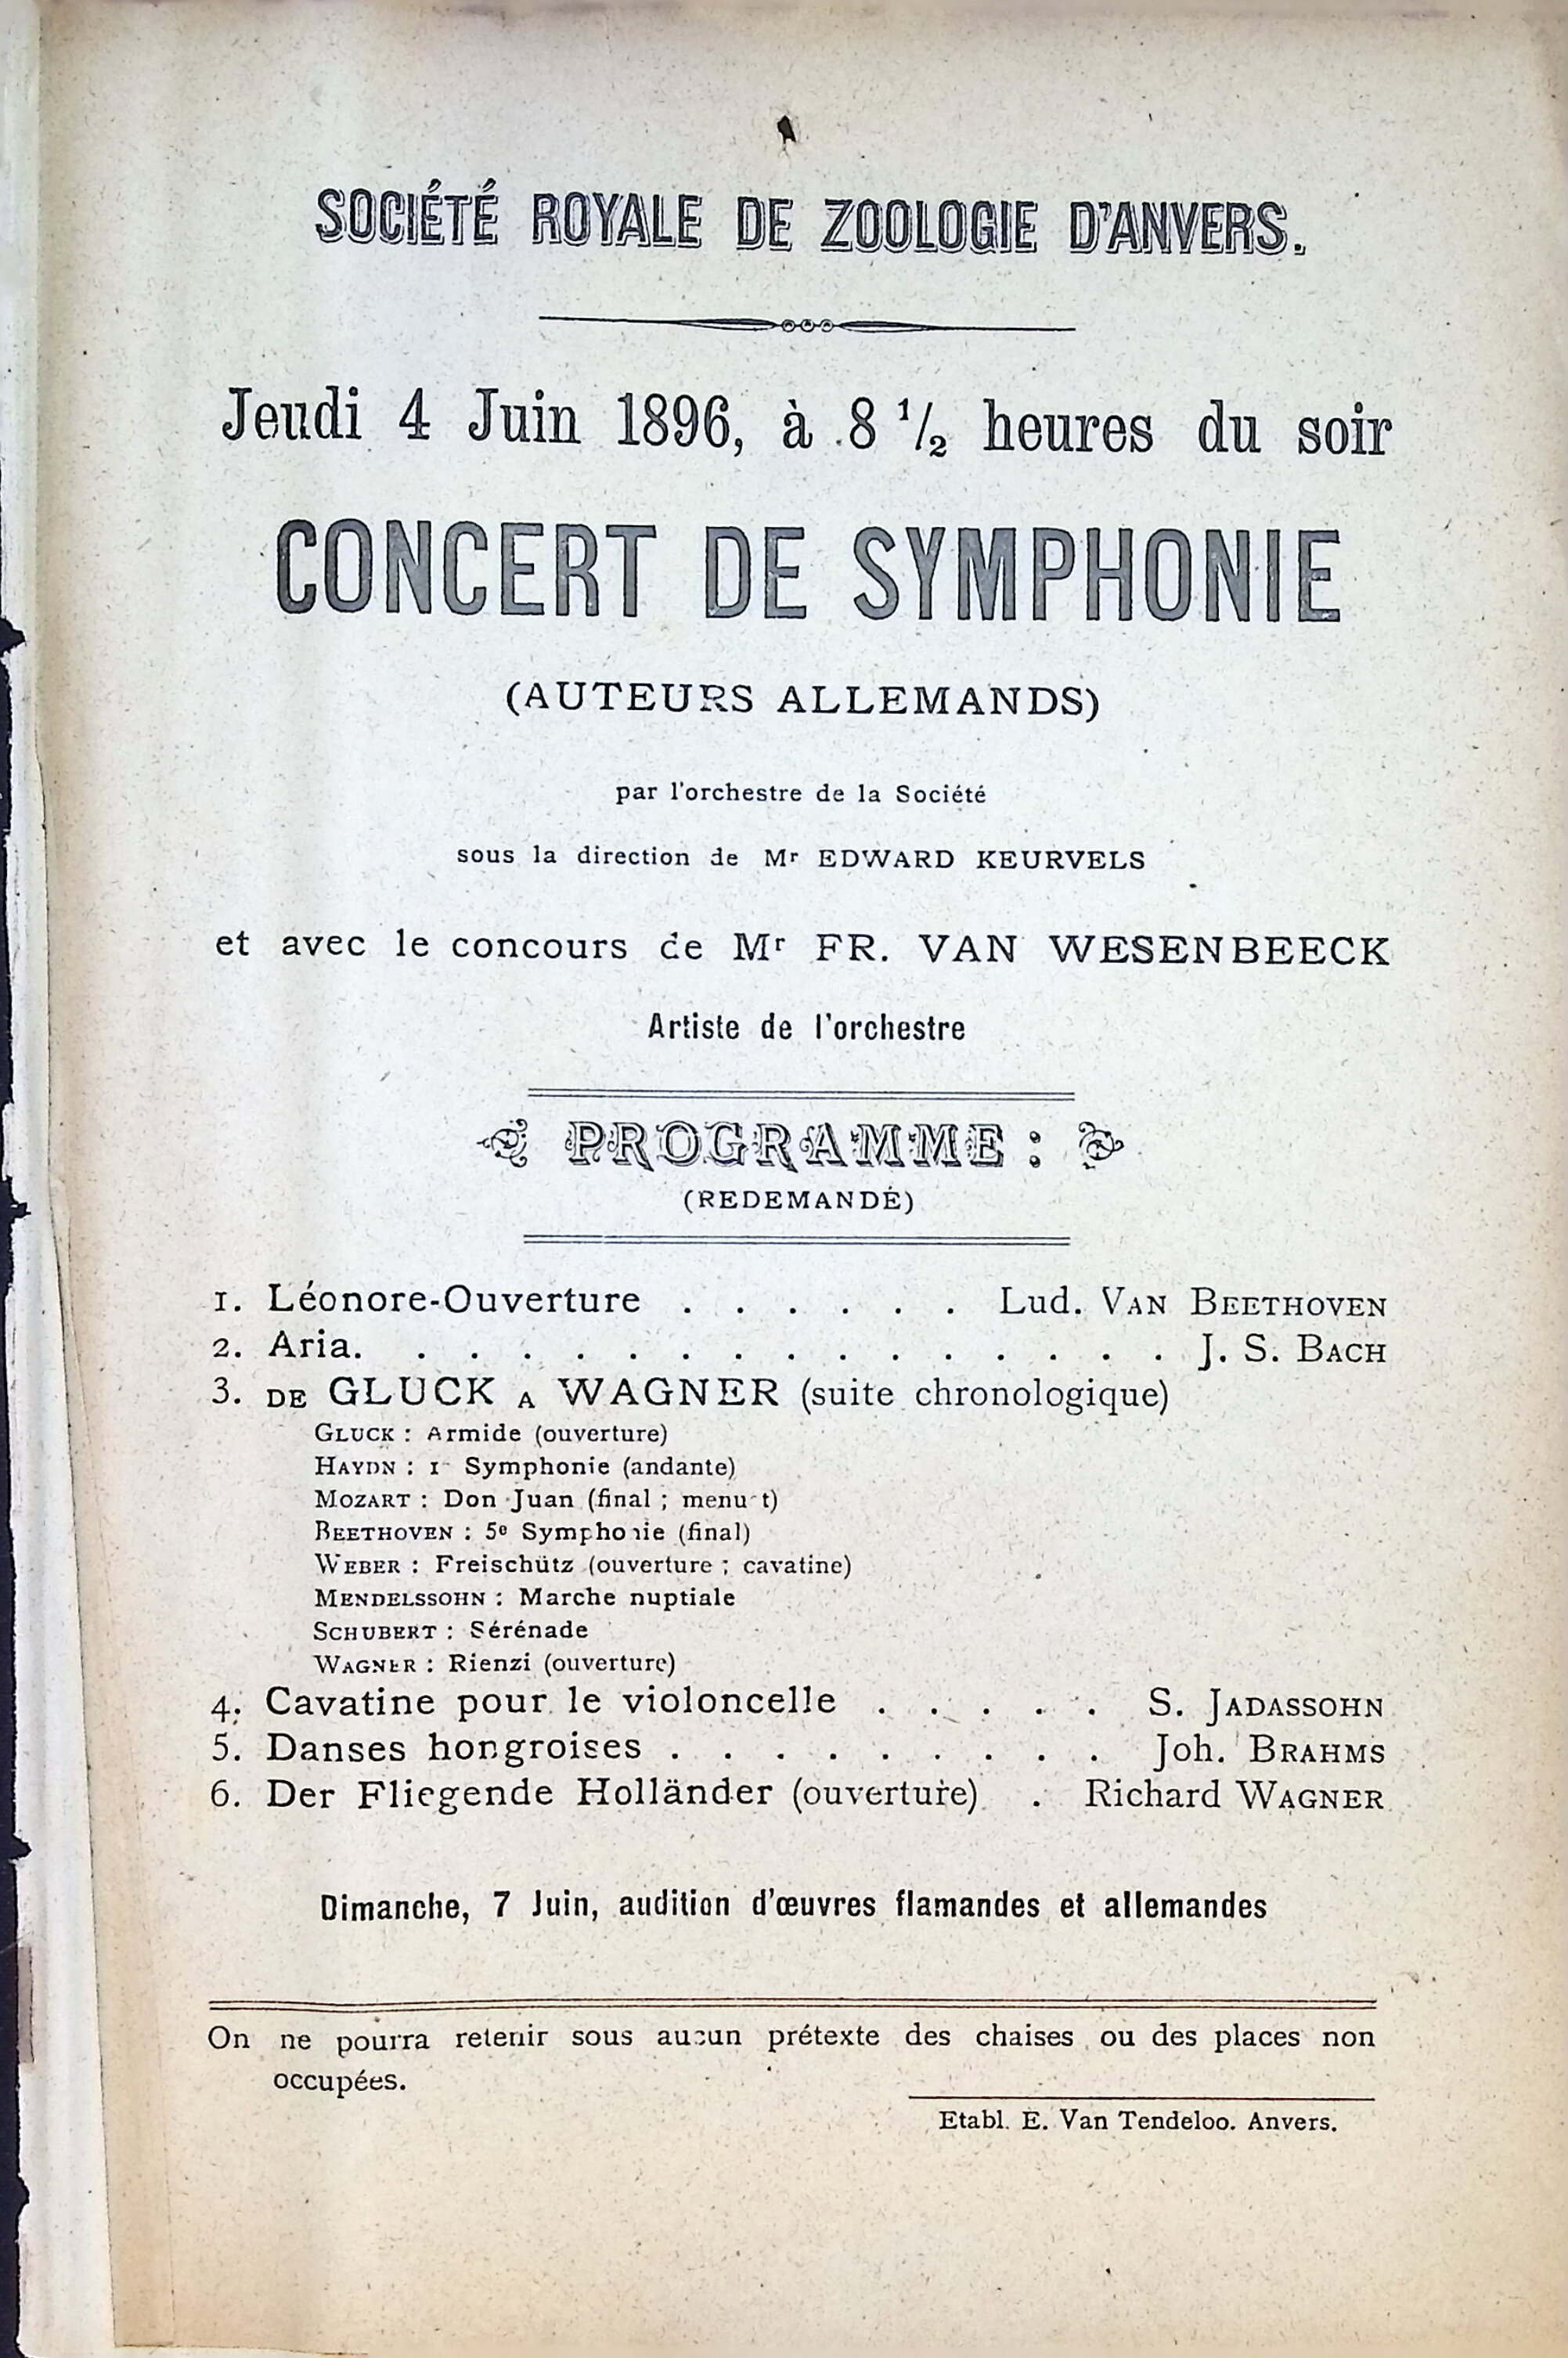 SOCIÉTÉ ROYALE DE ZOOLOGIE D'ANVERS.
Jeudi 4 Juin 1896, à 8 1/2 heures du soir
CONCERT DE SYMPHONIE
(AUTEURS ALLEMANDS)
par l'orchestre de la Société
sous la direction de Mr EDWARD KEURVELS
et avec le concours de Mr FR. VAN WESENBEECK
Artiste de l'orchestre
PROGRAMME :
(REDEMANDÉ)
1. Léonore-Ouverture . . . . . . Lud. VAN BEETHOVEN
2. Aria. . . . . . . . . . . . . . . . J. S. BACH
3. DE GLUCK A WAGNER (suite chronologique)
GLUCK : Armide (ouverture)
HAYDN : 1 Symphonie (andante)
MOZART : Don Juan (final ; menu t)
BEETHOVEN : 5e Symphonie (final)
WEBER : Freischütz (ouverture ; cavatine)
MENDELSSOHN : Marche nuptiale
SCHUBERT : Sérénade
WAGNER : Rienzi (ouverture)
4. Cavatine pour le violoncelle . . . . . S. JADASSOHN
5. Danses hongroises . . . . . . . . . Joh. BRAHMS
6. Der Fliegende Holländer (ouverture) . Richard WAGNER
Dimanche, 7 Juin, audition d'œuvres flamandes et allemandes
On ne pourra retenir sous aucun prétexte des chaises ou des places non
occupées.
Etabl. E. Van Tendeloo. Anvers.